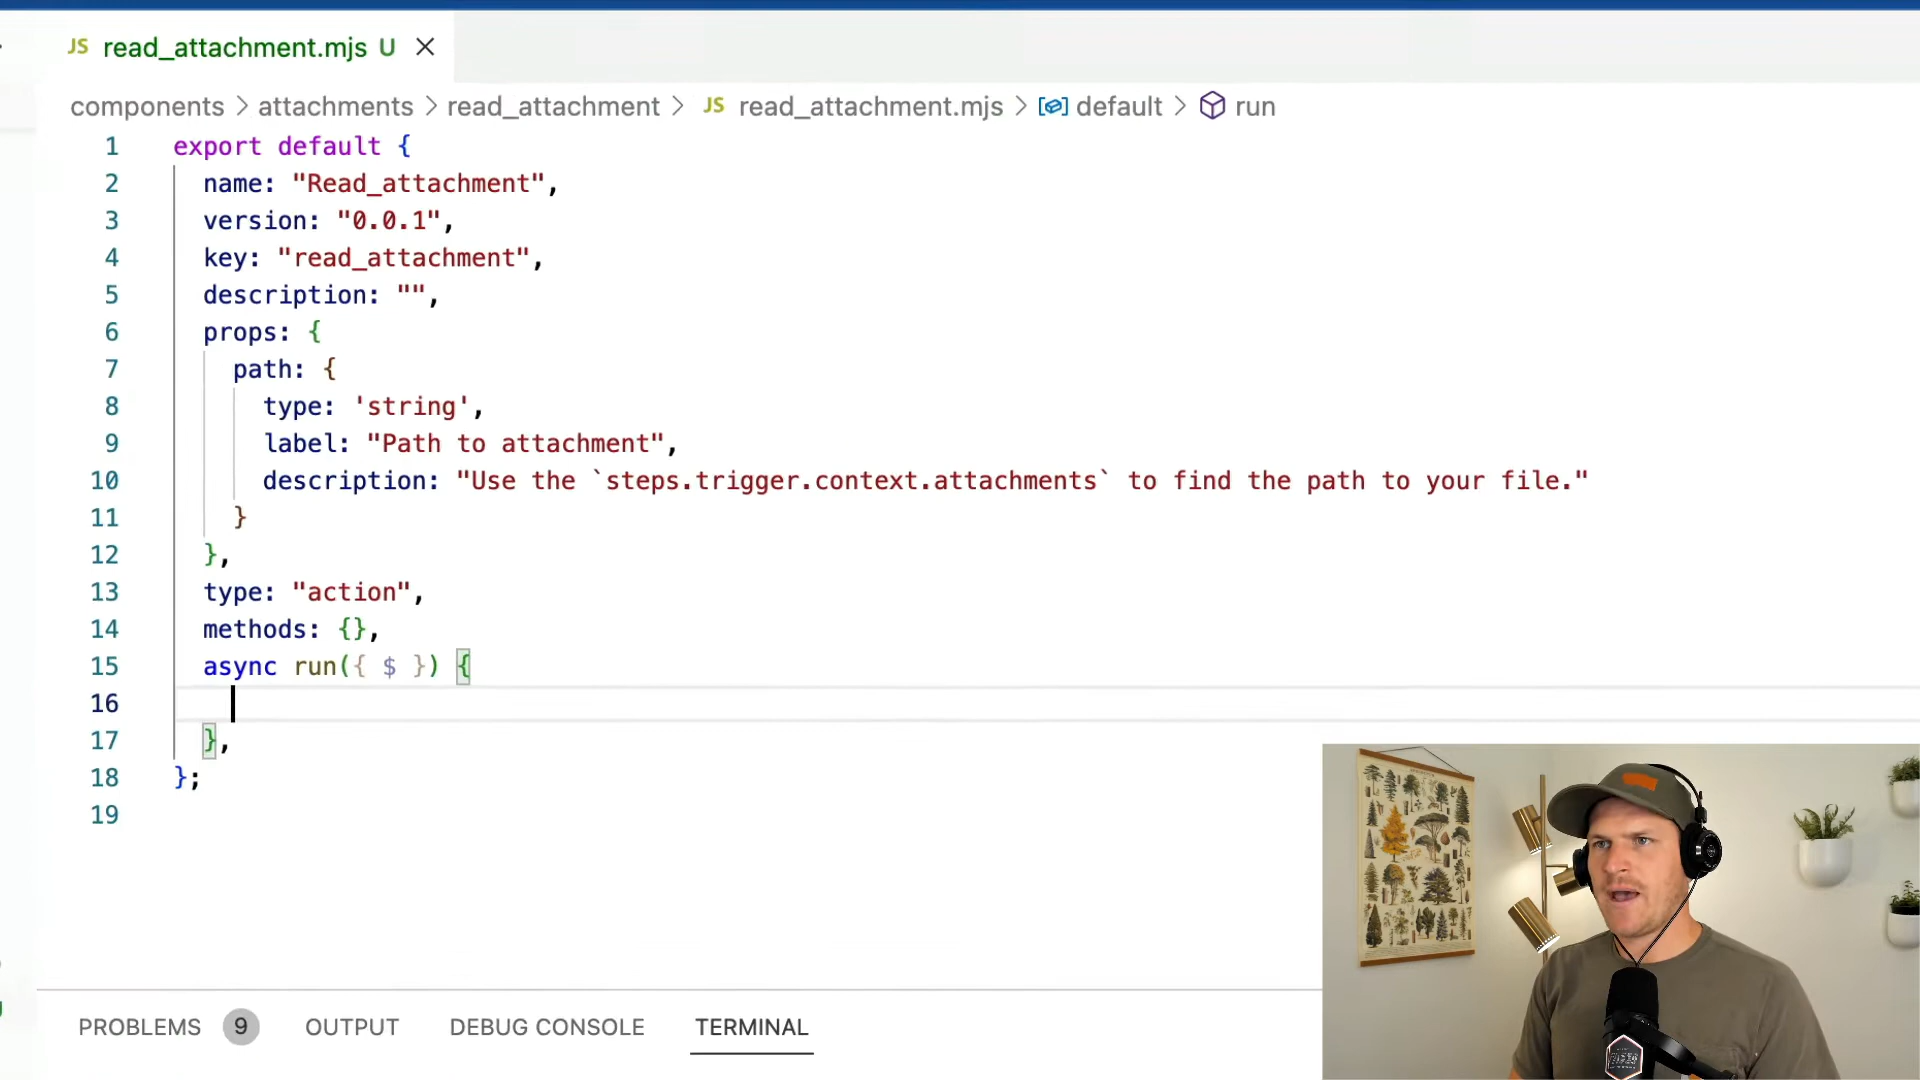 JS read_attachment.mjs U
components > attachments > read_attachment > JS read_attachment.mjs > default > run
1 export default {
2 name: "Read_attachment",
3 version: "0.0.1",
4 key: "read_attachment",
5 description: "",
6 props: {
7 path: {
8 type: 'string',
9 label: "Path to attachment",
10 description: "Use the `steps.trigger.context.attachments` to find the path to your file."
11 }
12 },
13 type: "action",
14 methods: {},
15 async run({ $ }) {
16
17 },
18 };
19
PROBLEMS 9 OUTPUT DEBUG CONSOLE TERMINAL